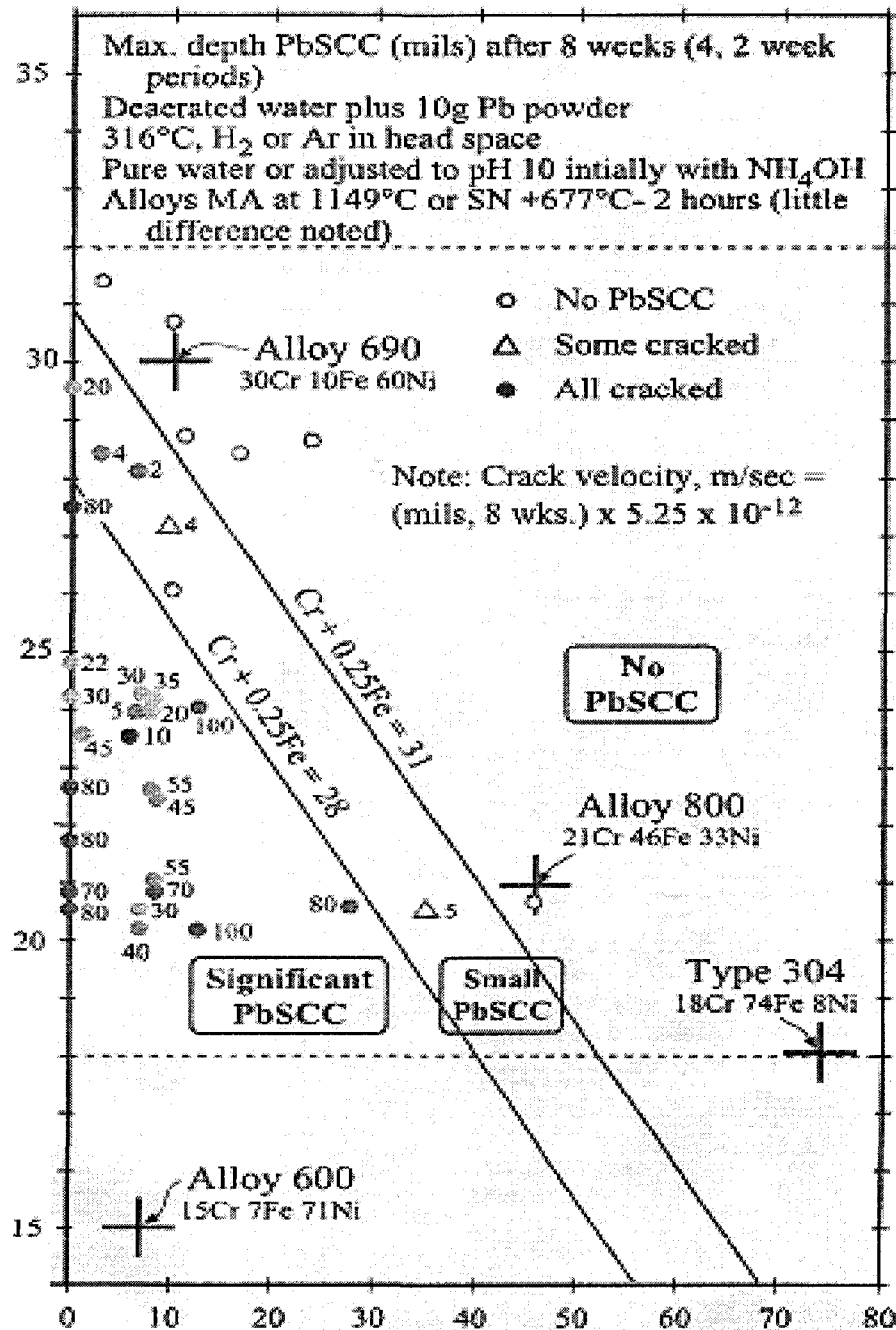 Max. depth PbSCC (mils) after 8 weeks (4, 2 week
periods)
Deaerated water plus 10g Pb powder
316°C, H₂ or Ar in head space
Pure water or adjusted to pH 10 intially with NH₄OH
Alloys MA at 1149°C or SN +677°C- 2 hours (little
difference noted)
35
30
25
20
15
○ No PbSCC
△ Some cracked
● All cracked
Alloy 690
30Cr 10Fe 60Ni
Note: Crack velocity, m/sec =
(mils, 8 wks.) x 5.25 x 10⁻¹²
20
4
2
80
4
Cr + 0.25Fe = 31
Cr + 0.25Fe = 28
22
30
35
30
5
20
100
45
10
No
PbSCC
80
55
45
Alloy 800
21Cr 46Fe 33Ni
80
55
70
70
80
30
80
5
40
100
Significant
PbSCC
Small
PbSCC
Type 304
18Cr 74Fe 8Ni
Alloy 600
15Cr 7Fe 71Ni
0 10 20 30 40 50 60 70 80